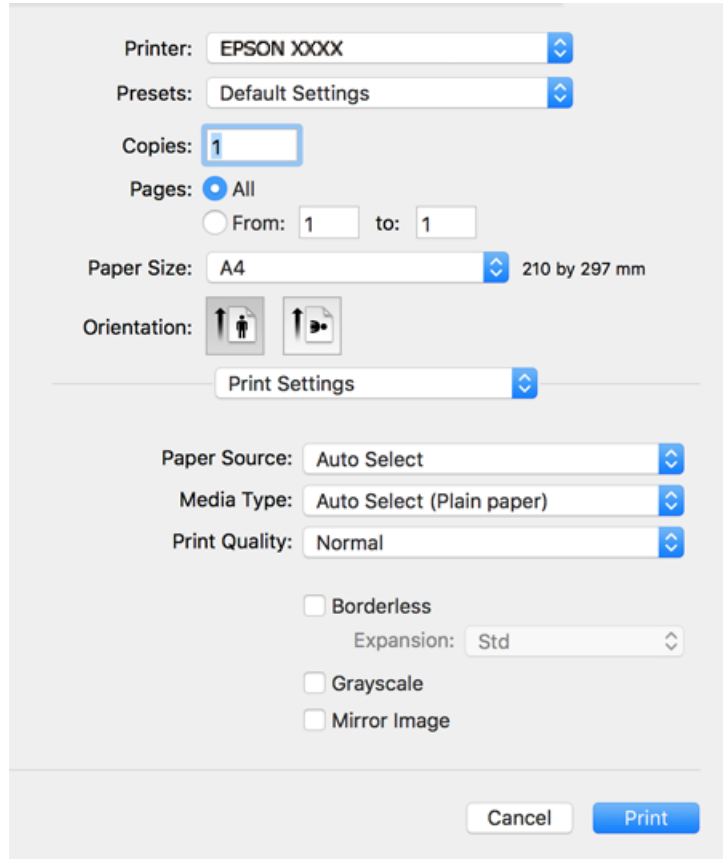 Printer: EPSON XXXX
Presets: Default Settings
Copies: 1
Pages: All
From: 1 to: 1
Paper Size: A4 210 by 297 mm
Orientation:
Print Settings
Paper Source: Auto Select
Media Type: Auto Select (Plain paper)
Print Quality: Normal
Borderless
Expansion: Std
Grayscale
Mirror Image
Cancel Print